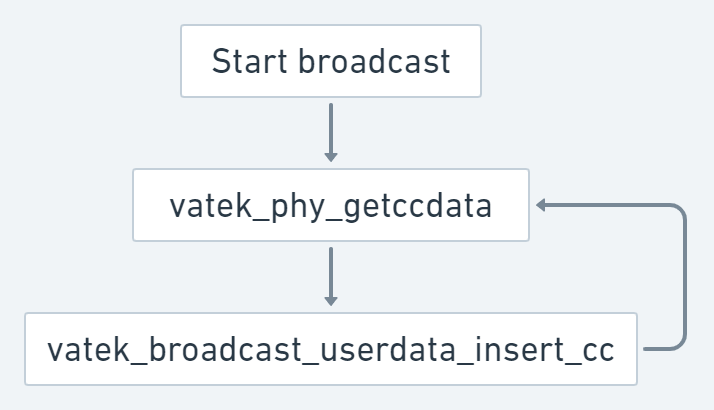 Start broadcast
vatek_phy_getccdata
vatek_broadcast_userdata_insert_cc